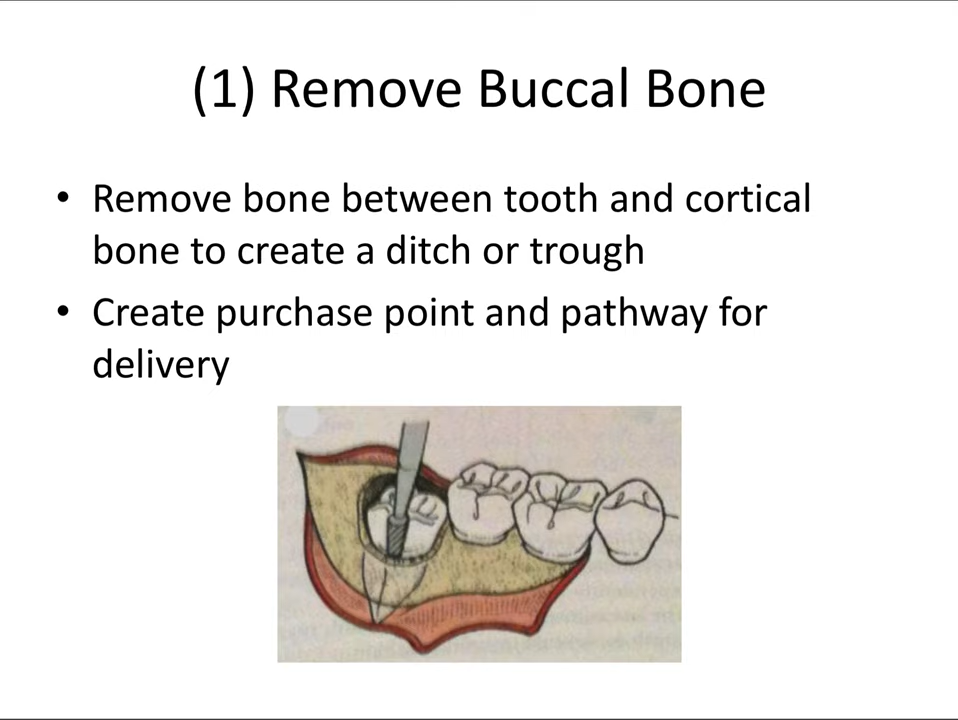 (1) Remove Buccal Bone
• Remove bone between tooth and cortical
bone to create a ditch or trough
• Create purchase point and pathway for
delivery